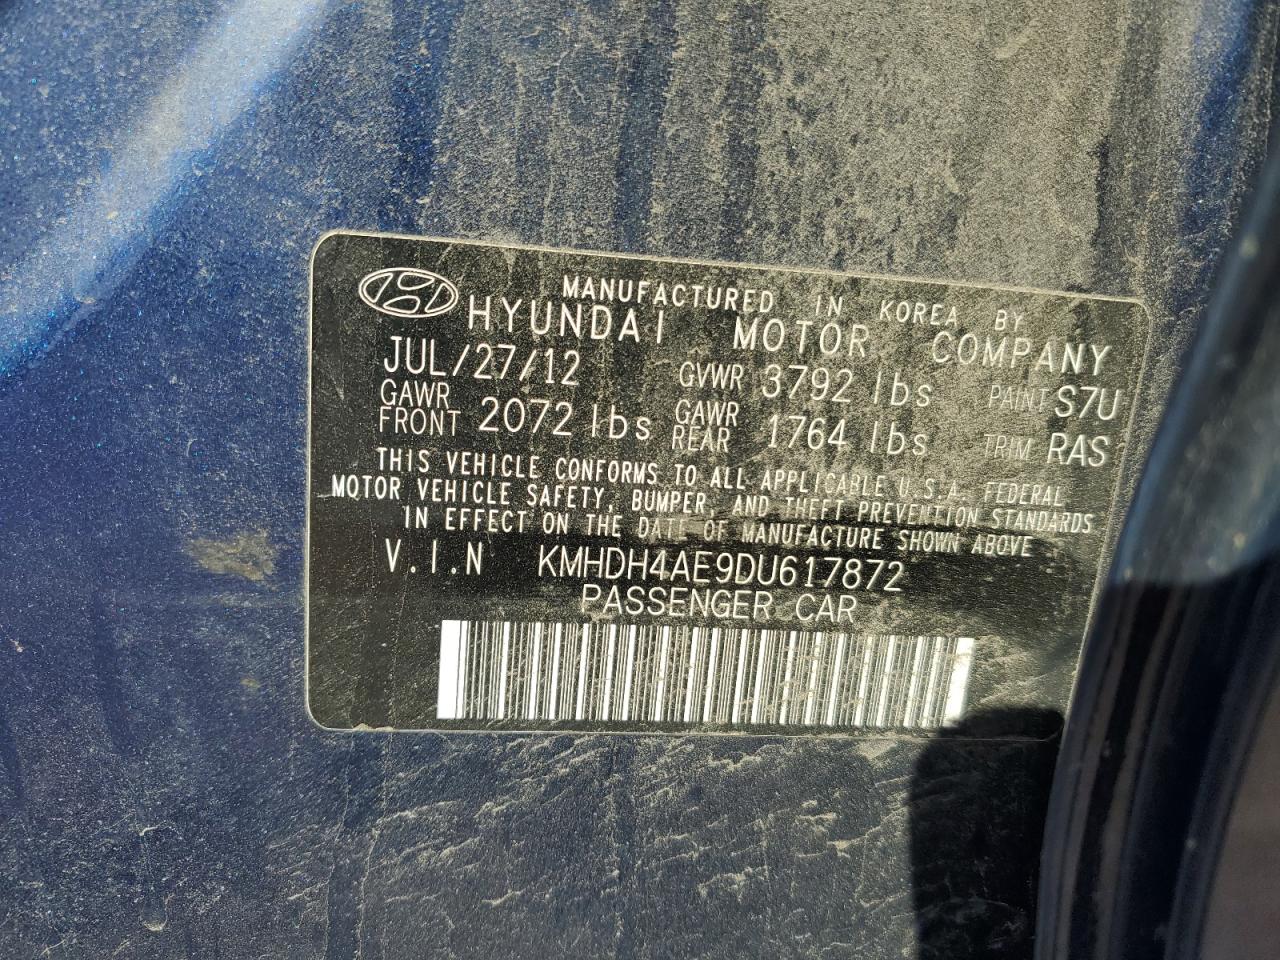 MANUFACTURED IN KOREA BY
HYUNDAI MOTOR COMPANY
JUL/27/12 GVWR 3792 lbs PAINT S7U
GAWR FRONT 2072 lbs GAWR REAR 1764 lbs TRIM RAS
THIS VEHICLE CONFORMS TO ALL APPLICABLE U.S.A. FEDERAL
MOTOR VEHICLE SAFETY, BUMPER, AND THEFT PREVENTION STANDARDS
IN EFFECT ON THE DATE OF MANUFACTURE SHOWN ABOVE
V.I.N KMHDH4AE9DU617872
PASSENGER CAR